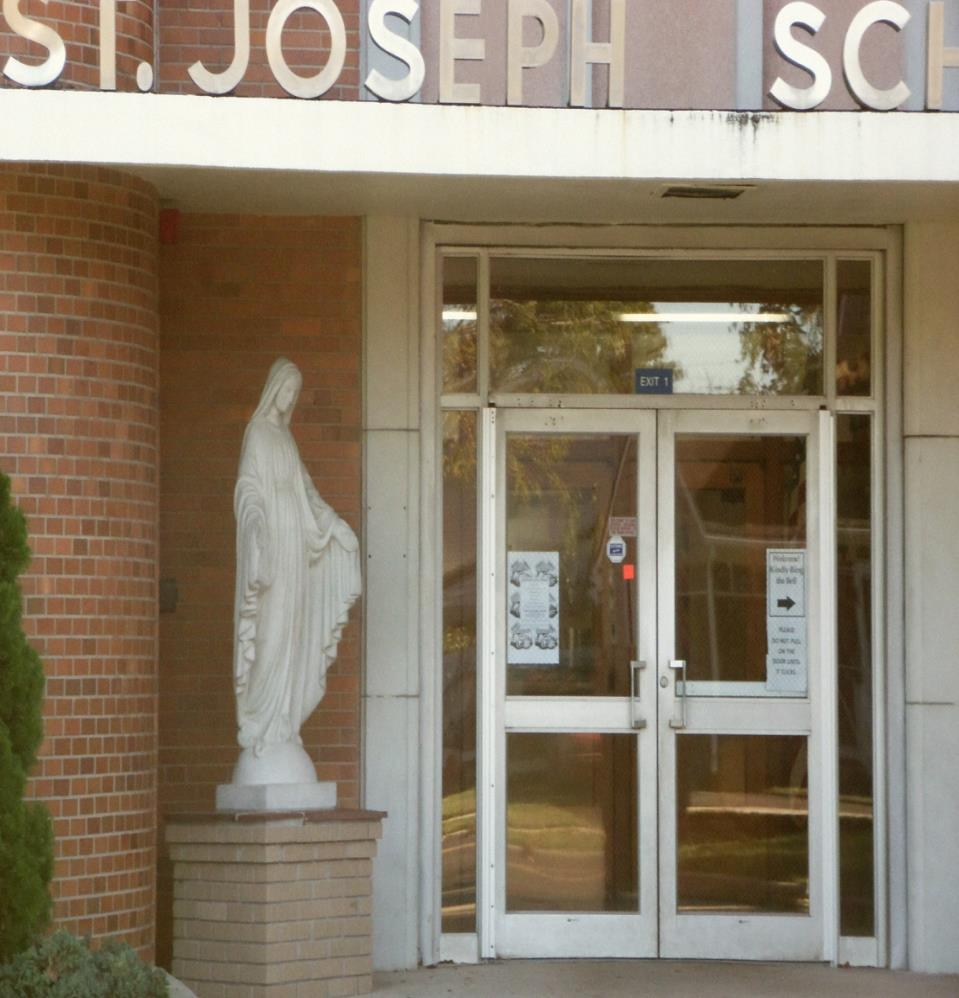 ST. JOSEPH SCH
EXIT 1
Welcome!
Kindly Ring
the Bell
PLEASE
DO NOT PULL
ON THE
DOOR UNTIL
IT CLICKS